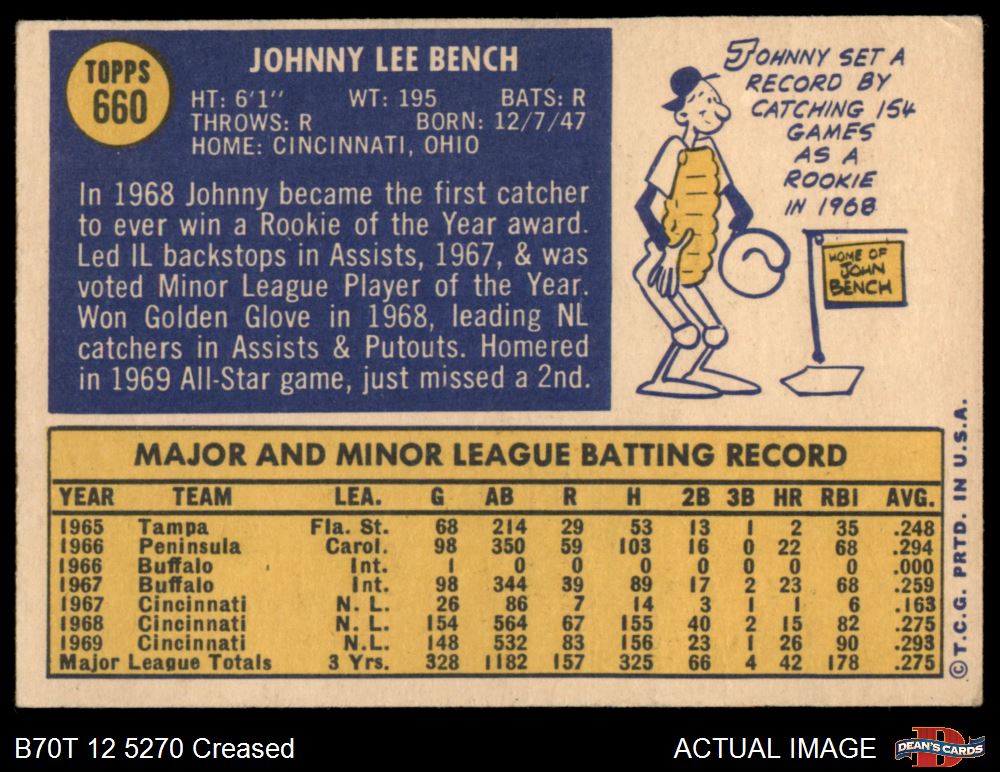 TOPPS
660
JOHNNY LEE BENCH
HT: 6'1" WT: 195 BATS: R
THROWS: R BORN: 12/7/47
HOME: CINCINNATI, OHIO
In 1968 Johnny became the first catcher
to ever win a Rookie of the Year award.
Led IL backstops in Assists, 1967, & was
voted Minor League Player of the Year.
Won Golden Glove in 1968, leading NL
catchers in Assists & Putouts. Homered
in 1969 All-Star game, just missed a 2nd.
JOHNNY SET A
RECORD BY
CATCHING 154
GAMES
AS A
ROOKIE
IN 1968
HOME OF
JOHN
BENCH
MAJOR AND MINOR LEAGUE BATTING RECORD
YEAR TEAM LEA. G AB R H 2B 3B HR RBI AVG.
1965 Tampa Fla. St. 68 214 29 53 13 1 2 35 .248
1966 Peninsula Carol. 98 350 59 103 16 0 22 68 .294
1966 Buffalo Int. 1 0 0 0 0 0 0 0 .000
1967 Buffalo Int. 98 344 39 89 17 2 23 68 .259
1967 Cincinnati N. L. 26 86 7 14 3 1 1 6 .163
1968 Cincinnati N. L. 154 564 67 155 40 2 15 82 .275
1969 Cincinnati N.L. 148 532 83 156 23 1 26 90 .293
Major League Totals 3 Yrs. 328 1182 157 325 66 4 42 178 .275
© T.C.G. PRTD. IN U.S.A.
B70T 12 5270 Creased
ACTUAL IMAGE
DEAN'S CARDS